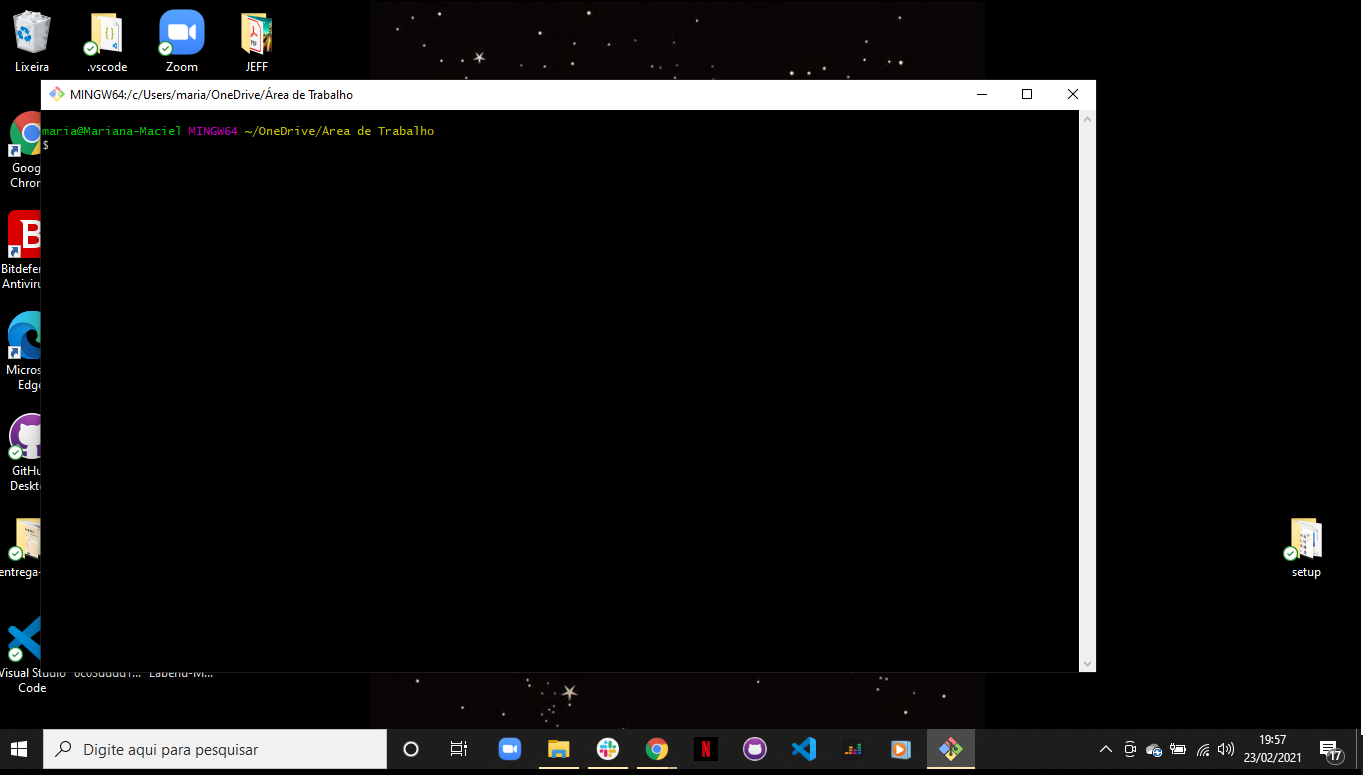 Lixeira
.vscode
Zoom
JEFF
MINGW64:/c/Users/maria/OneDrive/Área de Trabalho
maria@Mariana-Maciel MINGW64 ~/OneDrive/Área de Trabalho
$
Goog
Chron
Bitdefen
Antiviru
Micros
Edge
GitHu
Deskto
entrega-
setup
Visual Studio
Code
Labenu-M...
Digite aqui para pesquisar
19:57
23/02/2021
17